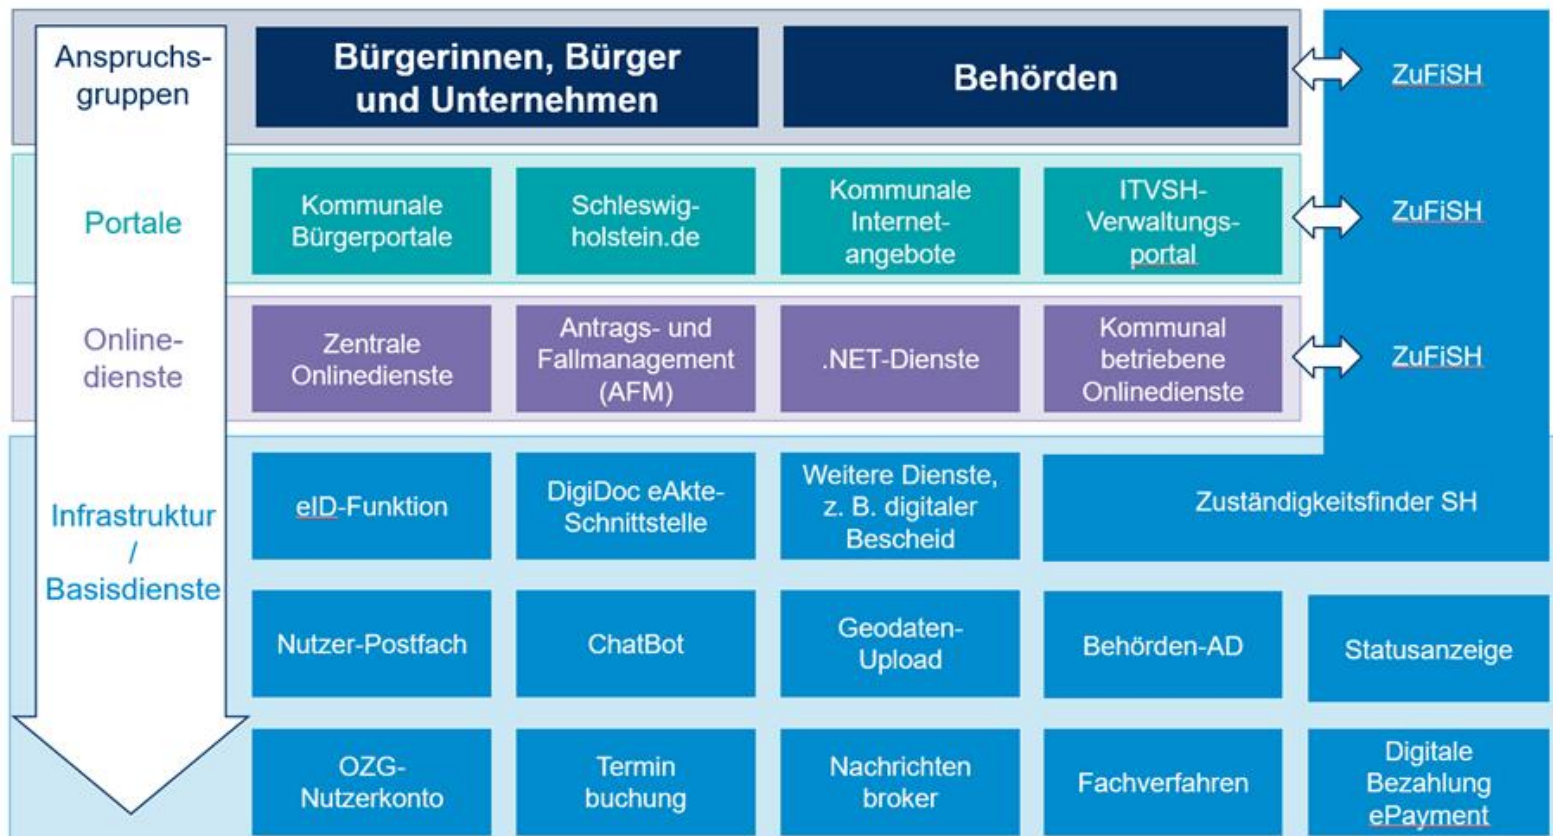 Anspruchs-
gruppen
Bürgerinnen, Bürger
und Unternehmen
Behörden
ZuFiSH
Portale
Kommunale
Bürgerportale
Schleswig-
holstein.de
Kommunale
Internet-
angebote
ITVSH-
Verwaltungs-
portal
ZuFiSH
Online-
dienste
Zentrale
Onlinedienste
Antrags- und
Fallmanagement
(AFM)
.NET-Dienste
Kommunal
betriebene
Onlinedienste
ZuFiSH
Infrastruktur
/
Basisdienste
eID-Funktion
DigiDoc eAkte-
Schnittstelle
Weitere Dienste,
z. B. digitaler
Bescheid
Zuständigkeitsfinder SH
Nutzer-Postfach
ChatBot
Geodaten-
Upload
Behörden-AD
Statusanzeige
OZG-
Nutzerkonto
Termin
buchung
Nachrichten
broker
Fachverfahren
Digitale
Bezahlung
ePayment